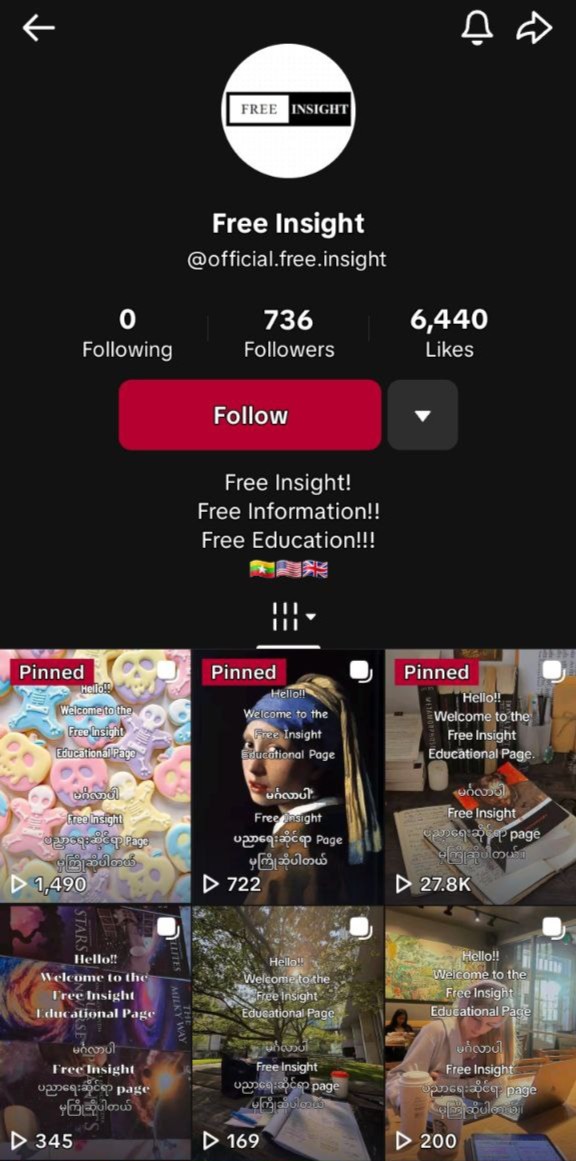 FREE INSIGHT
Free Insight
@official.free.insight
0 736 6,440
Following Followers Likes
Follow
Free Insight!
Free Information!!
Free Education!!!
Pinned
Hello!!
Welcome to the
Free Insight
Educational Page
မင်္ဂလာပါ
Free Insight
ပညာရေးဆိုင်ရာ Page
မှကြိုဆိုပါတယ်
1,490
Pinned
Hello!!
Welcome to the
Free Insight
Educational Page
မင်္ဂလာပါ
Free Insight
ပညာရေးဆိုင်ရာ Page
မှကြိုဆိုပါတယ်
722
Pinned
Hello!!
Welcome to the
Free Insight
Educational Page.
မင်္ဂလာပါ
Free Insight
ပညာရေးဆိုင်ရာ page
မှကြိုဆိုပါတယ်။
27.8K
STARS
MILKY WAY
Hello!!
Welcome to the
Free Insight
Educational Page
မင်္ဂလာပါ
Free Insight
ပညာရေးဆိုင်ရာ page
မှကြိုဆိုပါတယ်
345
Hello!!
Welcome to the
Free Insight
Educational Page
မင်္ဂလာပါ
Free Insight
ပညာရေးဆိုင်ရာ page
မှကြိုဆိုပါတယ်
169
Hello!!
Welcome to the
Free Insight
Educational Page
မင်္ဂလာပါ
Free Insight
ပညာရေးဆိုင်ရာ page
မှကြိုဆိုပါတယ်
200